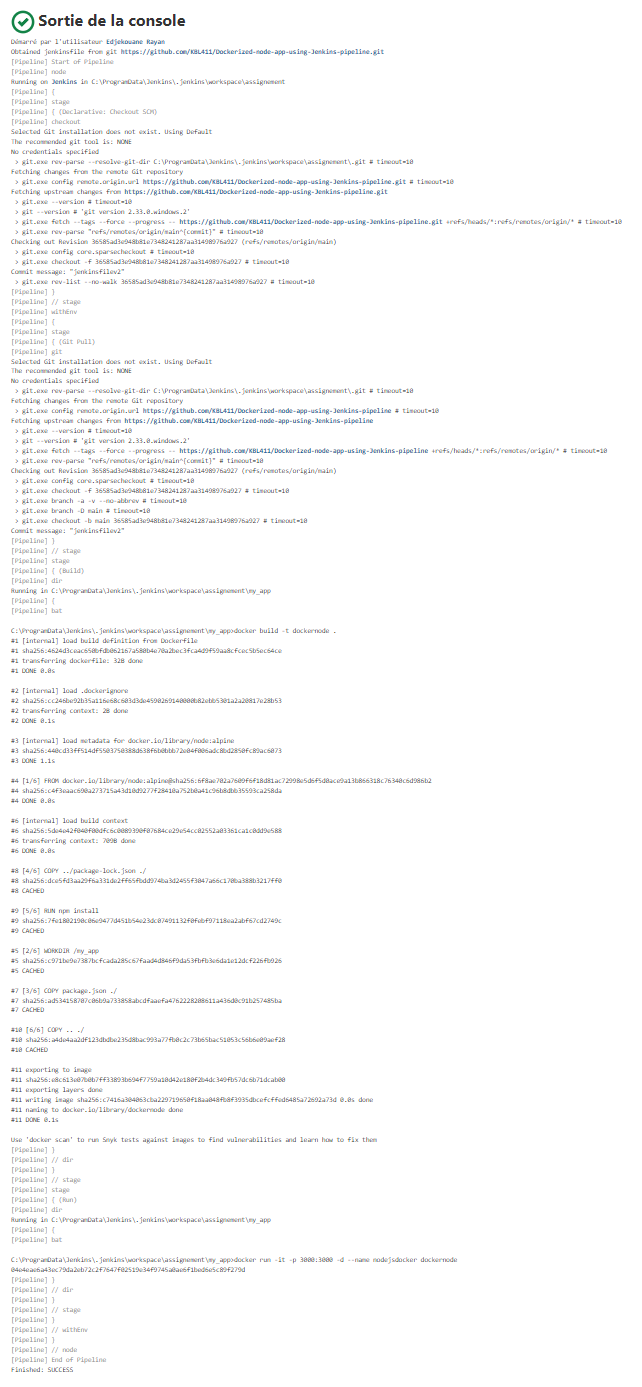 Sortie de la console
Démarré par l'utilisateur Edjekouane Rayan
Obtained jenkinsfile from git https://github.com/KBL411/Dockerized-node-app-using-Jenkins-pipeline.git
[Pipeline] Start of Pipeline
[Pipeline] node
Running on Jenkins in C:\ProgramData\Jenkins\.jenkins\workspace\assignement
[Pipeline] {
[Pipeline] stage
[Pipeline] { (Declarative: Checkout SCM)
[Pipeline] checkout
Selected Git installation does not exist. Using Default
The recommended git tool is: NONE
No credentials specified
> git.exe rev-parse --resolve-git-dir C:\ProgramData\Jenkins\.jenkins\workspace\assignement\.git # timeout=10
Fetching changes from the remote Git repository
> git.exe config remote.origin.url https://github.com/KBL411/Dockerized-node-app-using-Jenkins-pipeline.git # timeout=10
Fetching upstream changes from https://github.com/KBL411/Dockerized-node-app-using-Jenkins-pipeline.git
> git.exe --version # timeout=10
> git --version # 'git version 2.33.0.windows.2'
> git.exe fetch --tags --force --progress -- https://github.com/KBL411/Dockerized-node-app-using-Jenkins-pipeline.git +refs/heads/*:refs/remotes/origin/* # timeout=10
> git.exe rev-parse "refs/remotes/origin/main^{commit}" # timeout=10
Checking out Revision 36585ad3e948b81e7348241287aa31498976a927 (refs/remotes/origin/main)
> git.exe config core.sparsecheckout # timeout=10
> git.exe checkout -f 36585ad3e948b81e7348241287aa31498976a927 # timeout=10
Commit message: "jenkinsfilev2"
> git.exe rev-list --no-walk 36585ad3e948b81e7348241287aa31498976a927 # timeout=10
[Pipeline] }
[Pipeline] // stage
[Pipeline] withEnv
[Pipeline] {
[Pipeline] stage
[Pipeline] { (Git Pull)
[Pipeline] git
Selected Git installation does not exist. Using Default
The recommended git tool is: NONE
No credentials specified
> git.exe rev-parse --resolve-git-dir C:\ProgramData\Jenkins\.jenkins\workspace\assignement\.git # timeout=10
Fetching changes from the remote Git repository
> git.exe config remote.origin.url https://github.com/KBL411/Dockerized-node-app-using-Jenkins-pipeline # timeout=10
Fetching upstream changes from https://github.com/KBL411/Dockerized-node-app-using-Jenkins-pipeline
> git.exe --version # timeout=10
> git --version # 'git version 2.33.0.windows.2'
> git.exe fetch --tags --force --progress -- https://github.com/KBL411/Dockerized-node-app-using-Jenkins-pipeline +refs/heads/*:refs/remotes/origin/* # timeout=10
> git.exe rev-parse "refs/remotes/origin/main^{commit}" # timeout=10
Checking out Revision 36585ad3e948b81e7348241287aa31498976a927 (refs/remotes/origin/main)
> git.exe config core.sparsecheckout # timeout=10
> git.exe checkout -f 36585ad3e948b81e7348241287aa31498976a927 # timeout=10
> git.exe branch -a -v --no-abbrev # timeout=10
> git.exe branch -D main # timeout=10
> git.exe checkout -b main 36585ad3e948b81e7348241287aa31498976a927 # timeout=10
Commit message: "jenkinsfilev2"
[Pipeline] }
[Pipeline] // stage
[Pipeline] stage
[Pipeline] { (Build)
[Pipeline] dir
Running in C:\ProgramData\Jenkins\.jenkins\workspace\assignement\my_app
[Pipeline] {
[Pipeline] bat
C:\ProgramData\Jenkins\.jenkins\workspace\assignement\my_app>docker build -t dockernode .
#1 [internal] load build definition from Dockerfile
#1
#1 transferring dockerfile: 32B done
#1 DONE 0.0s
#2 [internal] load .dockerignore
#2
#2 transferring context: 2B done
#2 DONE 0.1s
#3 [internal] load metadata for docker.io/library/node:alpine
#3
#3 DONE 1.1s
#4 [1/6] FROM
#4
#4 DONE 0.0s
#6 [internal] load build context
#6
#6 transferring context: 709B done
#6 DONE 0.0s
#8 [4/6] COPY ../package-lock.json ./
#8
#8 CACHED
#9 [5/6] RUN npm install
#9
#9 CACHED
#5 [2/6] WORKDIR /my_app
#5
#5 CACHED
#7 [3/6] COPY package.json ./
#7
#7 CACHED
#10 [6/6] COPY .. ./
#10
#10 CACHED
#11 exporting to image
#11
#11 exporting layers done
#11 writing image 0.0s done
#11 naming to docker.io/library/dockernode done
#11 DONE 0.1s
Use 'docker scan' to run Snyk tests against images to find vulnerabilities and learn how to fix them
[Pipeline] }
[Pipeline] // dir
[Pipeline] }
[Pipeline] // stage
[Pipeline] stage
[Pipeline] { (Run)
[Pipeline] dir
Running in C:\ProgramData\Jenkins\.jenkins\workspace\assignement\my_app
[Pipeline] {
[Pipeline] bat
C:\ProgramData\Jenkins\.jenkins\workspace\assignement\my_app>docker run -it -p 3000:3000 -d --name nodejsdocker dockernode
[Pipeline] }
[Pipeline] // dir
[Pipeline] }
[Pipeline] // stage
[Pipeline] }
[Pipeline] // withEnv
[Pipeline] }
[Pipeline] // node
[Pipeline] End of Pipeline
Finished: SUCCESS